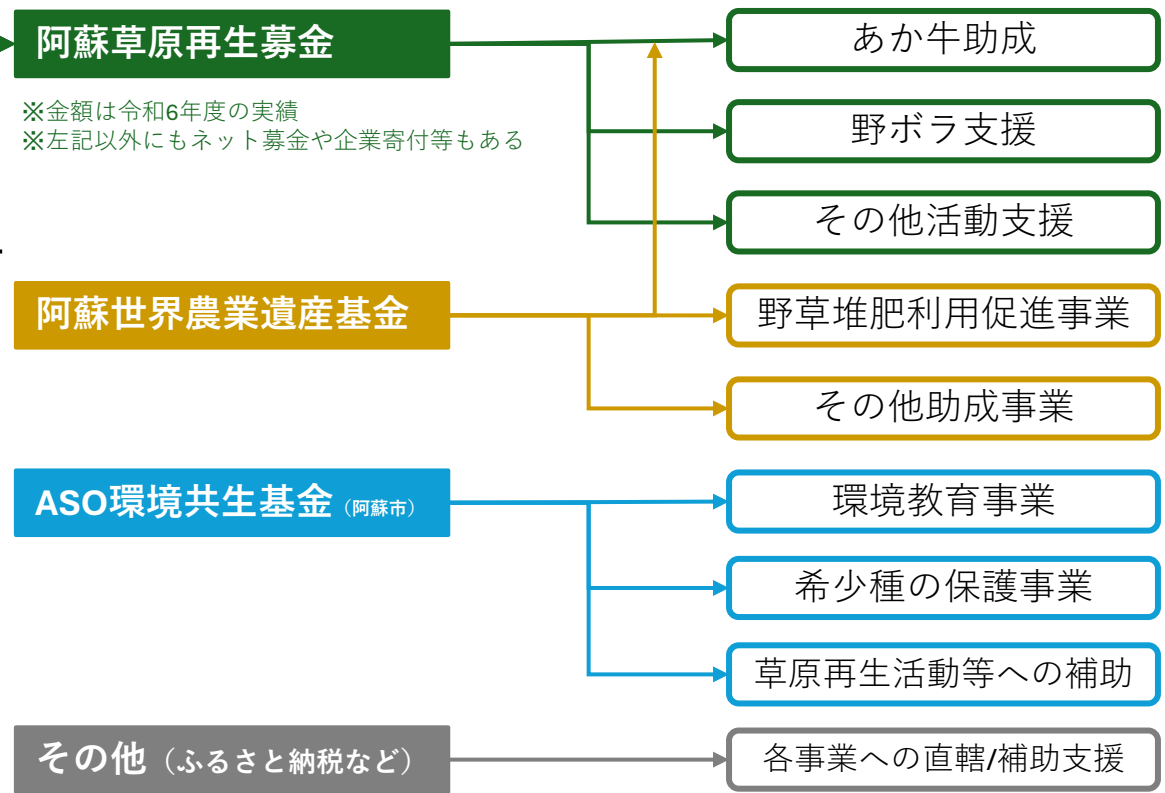 阿蘇草原再生募金
※金額は令和6年度の実績
※左記以外にもネット募金や企業寄付等もある
あか牛助成
野ボラ支援
その他活動支援
阿蘇世界農業遺産基金
野草堆肥利用促進事業
その他助成事業
ASO環境共生基金（阿蘇市）
環境教育事業
希少種の保護事業
草原再生活動等への補助
その他（ふるさと納税など）
各事業への直轄/補助支援